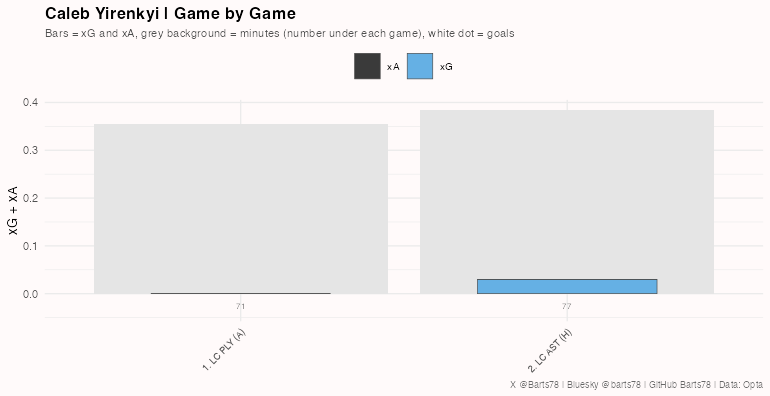 Caleb Yirenkyi | Game by Game
Bars = xG and xA, grey background = minutes (number under each game), white dot = goals
xA
xG
0.4
0.3
0.2
0.1
0.0
xG + xA
71
77
1. LC PLY (A)
2. LC AST (H)
X @Barts78 | Bluesky @barts78 | GitHub Barts78 | Data: Opta